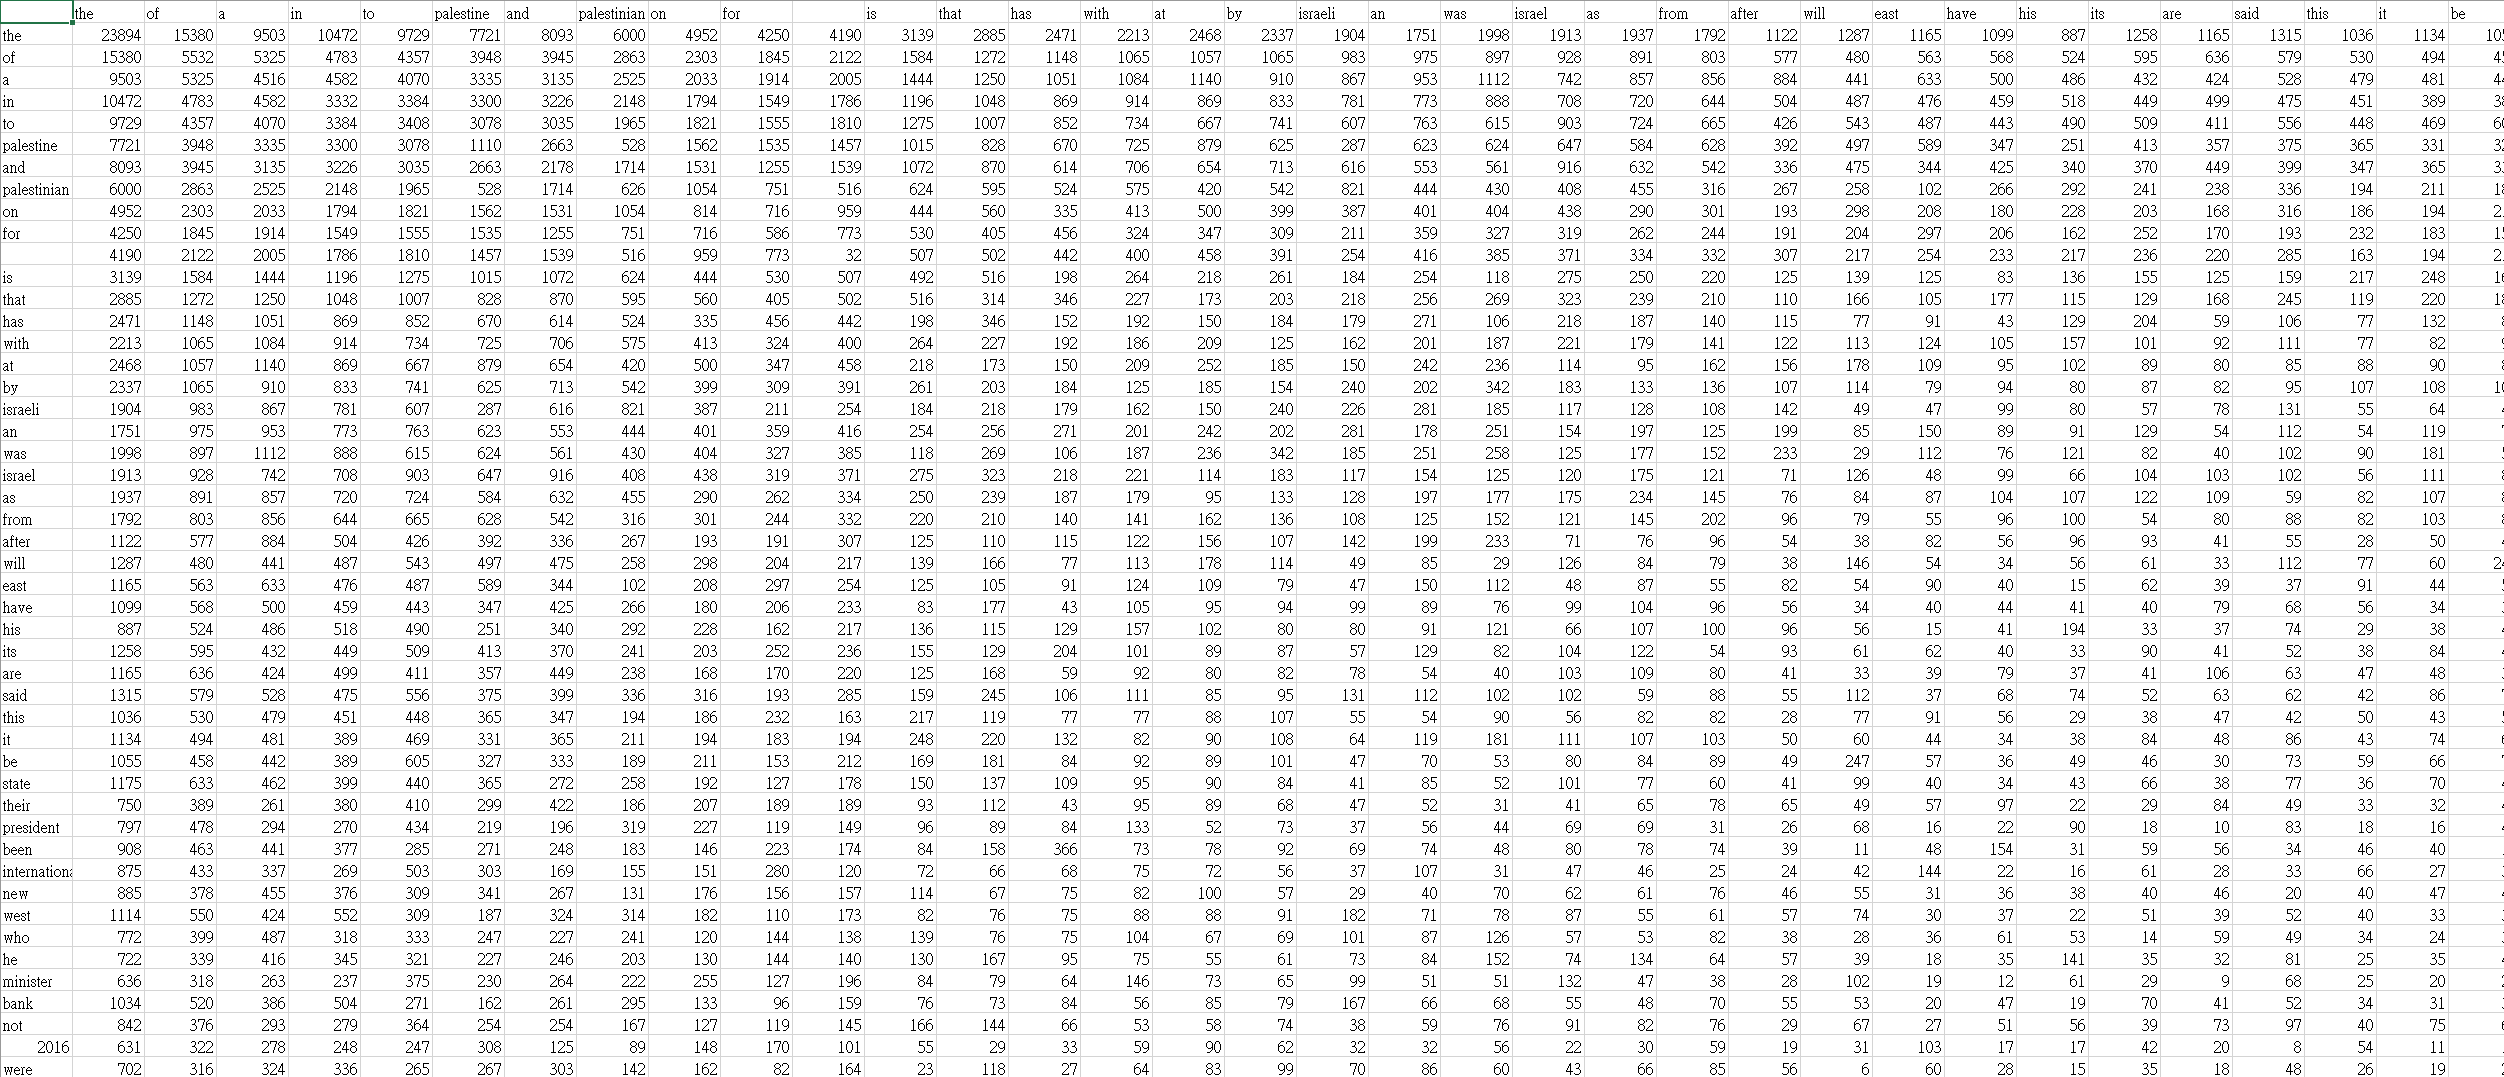 the of a in to palestine and palestinian on for is that has with at by israeli an was israel as from after will east have his its are said this it be
the 23894 15380 9503 10472 9729 7721 8093 6000 4952 4250 4190 3139 2885 2471 2213 2468 2337 1904 1751 1998 1913 1937 1792 1122 1287 1165 1099 887 1258 1165 1315 1036 1134
of 15380 5532 5325 4783 4357 3948 3945 2863 2303 1845 2122 1584 1272 1148 1065 1057 1065 983 975 897 928 891 803 577 480 563 568 524 595 636 579 530 494
a 9503 5325 4516 4582 4070 3335 3135 2525 2033 1914 2005 1444 1250 1051 1084 1140 910 867 953 1112 742 857 856 884 441 633 500 486 432 424 528 479 481
in 10472 4783 4582 3332 3384 3300 3226 2148 1794 1549 1786 1196 1048 869 914 869 833 781 773 888 708 720 644 504 487 476 459 518 449 499 475 451 389
to 9729 4357 4070 3384 3408 3078 3035 1965 1821 1555 1810 1275 1007 852 734 667 741 607 763 615 903 724 665 426 543 487 443 490 509 411 556 448 469
palestine 7721 3948 3335 3300 3078 1110 2663 528 1562 1535 1457 1015 828 670 725 879 625 287 623 624 647 584 628 392 497 589 347 251 413 357 375 365 331
and 8093 3945 3135 3226 3035 2663 2178 1714 1531 1255 1539 1072 870 614 706 654 713 616 553 561 916 632 542 336 475 344 425 340 370 449 399 347 365
palestinian 6000 2863 2525 2148 1965 528 1714 626 1054 751 516 624 595 524 575 420 542 821 444 430 408 455 316 267 258 102 266 292 241 238 336 194 211
on 4952 2303 2033 1794 1821 1562 1531 1054 814 716 959 444 560 335 413 500 399 387 401 404 438 290 301 193 298 208 180 228 203 168 316 186 194
for 4250 1845 1914 1549 1555 1535 1255 751 716 586 773 530 405 456 324 347 309 211 359 327 319 262 244 191 204 297 206 162 252 170 193 232 183
4190 2122 2005 1786 1810 1457 1539 516 959 773 32 507 502 442 400 458 391 254 416 385 371 334 332 307 217 254 233 217 236 220 285 163 194
is 3139 1584 1444 1196 1275 1015 1072 624 444 530 507 492 516 198 264 218 261 184 254 118 275 250 220 125 139 125 83 136 155 125 159 217 248
that 2885 1272 1250 1048 1007 828 870 595 560 405 502 516 314 346 227 173 203 218 256 269 323 239 210 110 166 105 177 115 129 168 245 119 220
has 2471 1148 1051 869 852 670 614 524 335 456 442 198 346 152 192 150 184 179 271 106 218 187 140 115 77 91 43 129 204 59 106 77 132
with 2213 1065 1084 914 734 725 706 575 413 324 400 264 227 192 186 209 125 162 201 187 221 179 141 122 113 124 105 157 101 92 111 77 82
at 2468 1057 1140 869 667 879 654 420 500 347 458 218 173 150 209 252 185 150 242 236 114 95 162 156 178 109 95 102 89 80 85 88 90
by 2337 1065 910 833 741 625 713 542 399 309 391 261 203 184 125 185 154 240 202 342 183 133 136 107 114 79 94 80 87 82 95 107 108
israeli 1904 983 867 781 607 287 616 821 387 211 254 184 218 179 162 150 240 226 281 185 117 128 108 142 49 47 99 80 57 78 131 55 64
an 1751 975 953 773 763 623 553 444 401 359 416 254 256 271 201 242 202 281 178 251 154 197 125 199 85 150 89 91 129 54 112 54 119
was 1998 897 1112 888 615 624 561 430 404 327 385 118 269 106 187 236 342 185 251 258 125 177 152 233 29 112 76 121 82 40 102 90 181
israel 1913 928 742 708 903 647 916 408 438 319 371 275 323 218 221 114 183 117 154 125 120 175 121 71 126 48 99 66 104 103 102 56 111
as 1937 891 857 720 724 584 632 455 290 262 334 250 239 187 179 95 133 128 197 177 175 234 145 76 84 87 104 107 122 109 59 82 107
from 1792 803 856 644 665 628 542 316 301 244 332 220 210 140 141 162 136 108 125 152 121 145 202 96 79 55 96 100 54 80 88 82 103
after 1122 577 884 504 426 392 336 267 193 191 307 125 110 115 122 156 107 142 199 233 71 76 96 54 38 82 56 96 93 41 55 28 50
will 1287 480 441 487 543 497 475 258 298 204 217 139 166 77 113 178 114 49 85 29 126 84 79 38 146 54 34 56 61 33 112 77 60
east 1165 563 633 476 487 589 344 102 208 297 254 125 105 91 124 109 79 47 150 112 48 87 55 82 54 90 40 15 62 39 37 91 44
have 1099 568 500 459 443 347 425 266 180 206 233 83 177 43 105 95 94 99 89 76 99 104 96 56 34 40 44 41 40 79 68 56 34
his 887 524 486 518 490 251 340 292 228 162 217 136 115 129 157 102 80 80 91 121 66 107 100 96 56 15 41 194 33 37 74 29 38
its 1258 595 432 449 509 413 370 241 203 252 236 155 129 204 101 89 87 57 129 82 104 122 54 93 61 62 40 33 90 41 52 38 84
are 1165 636 424 499 411 357 449 238 168 170 220 125 168 59 92 80 82 78 54 40 103 109 80 41 33 39 79 37 41 106 63 47 48
said 1315 579 528 475 556 375 399 336 316 193 285 159 245 106 111 85 95 131 112 102 102 59 88 55 112 37 68 74 52 63 62 42 86
this 1036 530 479 451 448 365 347 194 186 232 163 217 119 77 77 88 107 55 54 90 56 82 82 28 77 91 56 29 38 47 42 50 43
it 1134 494 481 389 469 331 365 211 194 183 194 248 220 132 82 90 108 64 119 181 111 107 103 50 60 44 34 38 84 48 86 43 74
be 1055 458 442 389 605 327 333 189 211 153 212 169 181 84 92 89 101 47 70 53 80 84 89 49 247 57 36 49 46 30 73 59 66
state 1175 633 462 399 440 365 272 258 192 127 178 150 137 109 95 90 84 41 85 52 101 77 60 41 99 40 34 43 66 38 77 36 70
their 750 389 261 380 410 299 422 186 207 189 189 93 112 43 95 89 68 47 52 31 41 65 78 65 49 57 97 22 29 84 49 33 32
president 797 478 294 270 434 219 196 319 227 119 149 96 89 84 133 52 73 37 56 44 69 69 31 26 68 16 22 90 18 10 83 18 16
been 908 463 441 377 285 271 248 183 146 223 174 84 158 366 73 78 92 69 74 48 80 78 74 39 11 48 154 31 59 56 34 46 40
internationa 875 433 337 269 503 303 169 155 151 280 120 72 66 68 75 72 56 37 107 31 47 46 25 24 42 144 22 16 61 28 33 66 27
new 885 378 455 376 309 341 267 131 176 156 157 114 67 75 82 100 57 29 40 70 62 61 76 46 55 31 36 38 40 46 20 40 47
west 1114 550 424 552 309 187 324 314 182 110 173 82 76 75 88 88 91 182 71 78 87 55 61 57 74 30 37 22 51 39 52 40 33
who 772 399 487 318 333 247 227 241 120 144 138 139 76 75 104 67 69 101 87 126 57 53 82 38 28 36 61 53 14 59 49 34 24
he 722 339 416 345 321 227 246 203 130 144 140 130 167 95 75 55 61 73 84 152 74 134 64 57 39 18 35 141 35 32 81 25 35
minister 636 318 263 237 375 230 264 222 255 127 196 84 79 64 146 73 65 99 51 51 132 47 38 28 102 19 12 61 29 9 68 25 20
bank 1034 520 386 504 271 162 261 295 133 96 159 76 73 84 56 85 79 167 66 68 55 48 70 55 53 20 47 19 70 41 52 34 31
not 842 376 293 279 364 254 254 167 127 119 145 166 144 66 53 58 74 38 59 76 91 82 76 29 67 27 51 56 39 73 97 40 75
2016 631 322 278 248 247 308 125 89 148 170 101 55 29 33 59 90 62 32 32 56 22 30 59 19 31 103 17 17 42 20 8 54 11
were 702 316 324 336 265 267 303 142 162 82 164 23 118 27 64 83 99 70 86 60 43 66 85 56 6 60 28 15 35 18 48 26 19